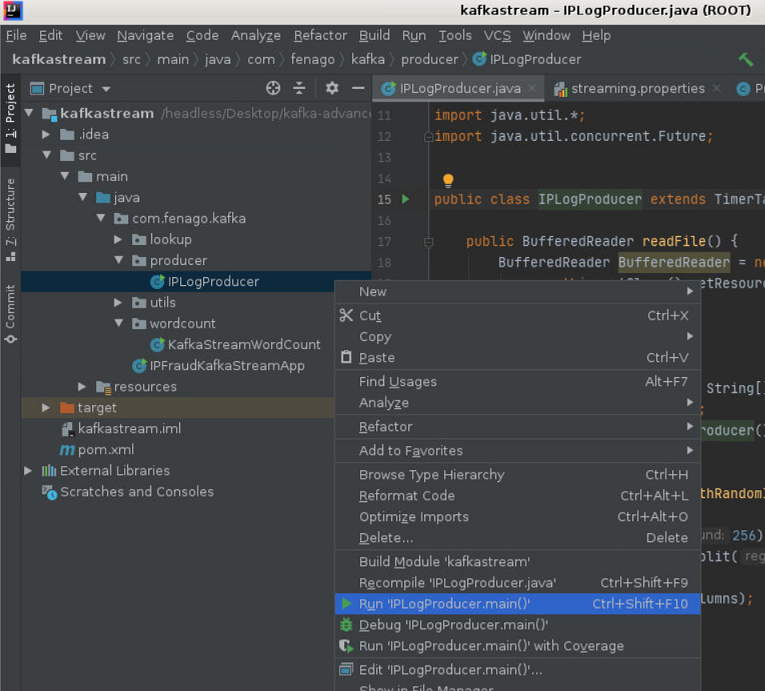 kafkastream – IPLogProducer.java (ROOT)
File Edit View Navigate Code Analyze Refactor Build Run Tools VCS Window Help
kafkastream src main java com fenago kafka producer IPLogProducer
1: Project
Z: Structure
Commit
Project
IPLogProducer.java streaming.properties
kafkastream /headless/Desktop/kafka-advance
.idea
src
main
java
com.fenago.kafka
lookup
producer
IPLogProducer
utils
wordcount
KafkaStreamWordCount
IPFraudKafkaStreamApp
resources
target
kafkastream.iml
pom.xml
External Libraries
Scratches and Consoles
11 import java.util.*;
12 import java.util.concurrent.Future;
13
14
15 public class IPLogProducer extends TimerTa
16
17 public BufferedReader readFile() {
18 BufferedReader BufferedReader = ne
getResour
String[]
;
roducer()
thRandomI
und: 256)
plit( reg
lumns);
New
Cut Ctrl+X
Copy
Paste Ctrl+V
Find Usages Alt+F7
Analyze
Refactor
Add to Favorites
Browse Type Hierarchy Ctrl+H
Reformat Code Ctrl+Alt+L
Optimize Imports Ctrl+Alt+O
Delete... Delete
Build Module 'kafkastream'
Recompile 'IPLogProducer.java' Ctrl+Shift+F9
Run 'IPLogProducer.main()' Ctrl+Shift+F10
Debug 'IPLogProducer.main()'
Run 'IPLogProducer.main()' with Coverage
Edit 'IPLogProducer.main()'...
Show in File Manager